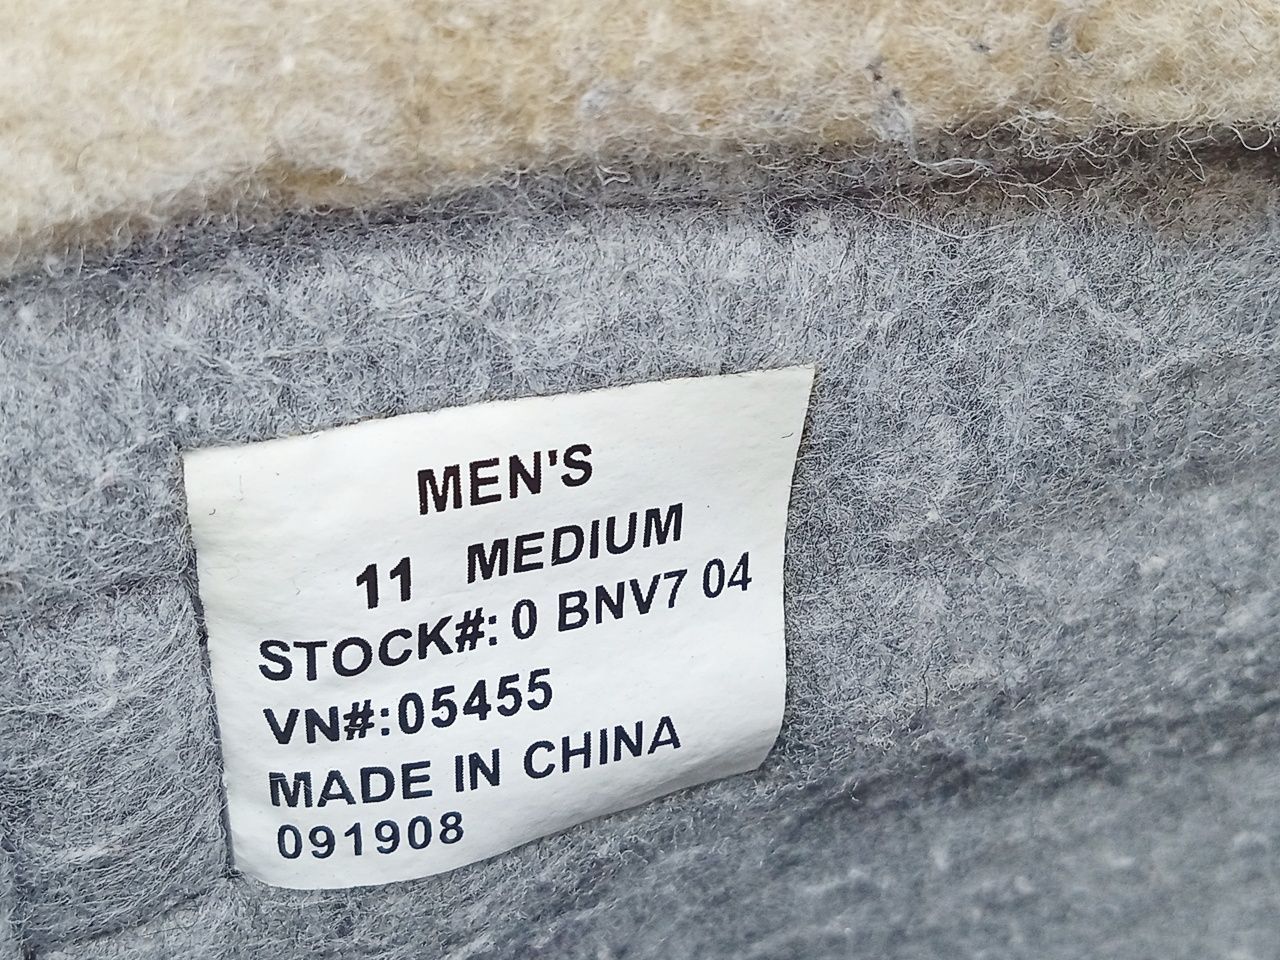 MEN'S
11 MEDIUM
STOCK#: 0 BNV7 04
VN#:05455
MADE IN CHINA
091908